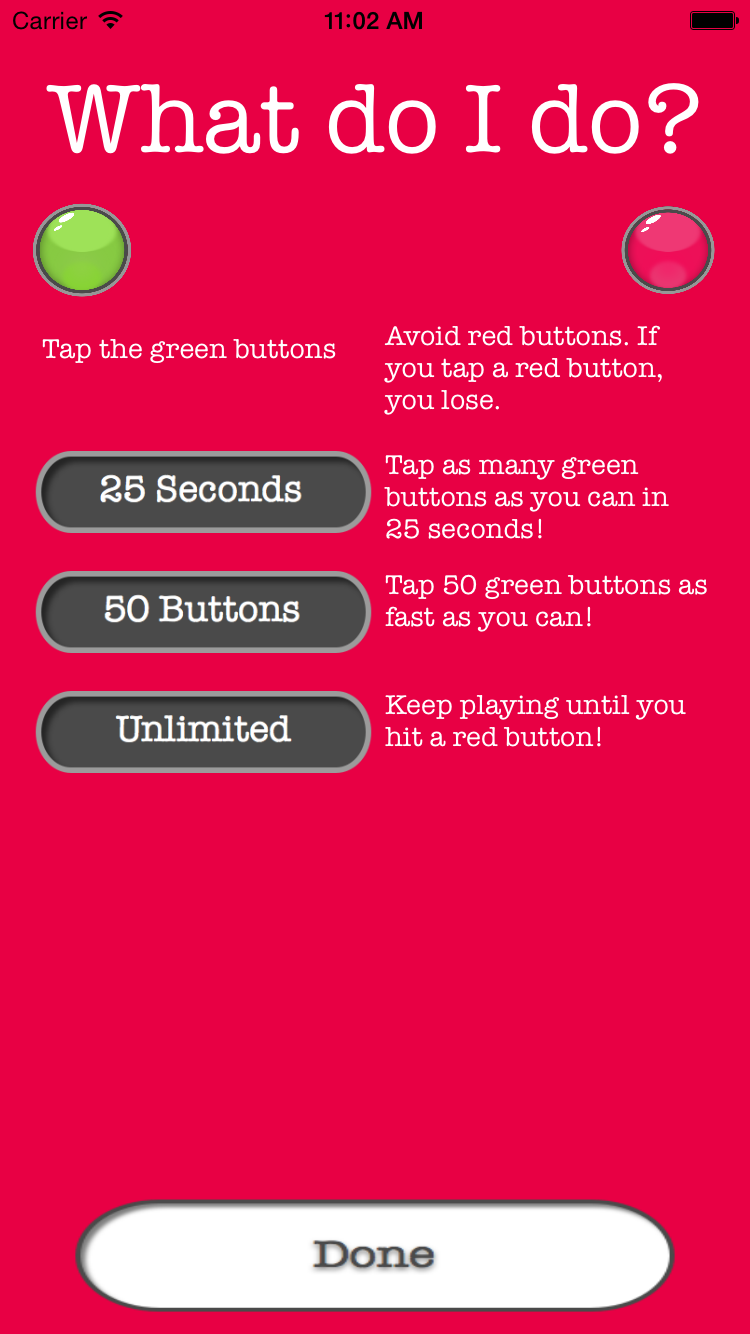 Carrier 11:02 AM
What do I do?
Tap the green buttons
Avoid red buttons. If
you tap a red button,
you lose.
25 Seconds
Tap as many green
buttons as you can in
25 seconds!
50 Buttons
Tap 50 green buttons as
fast as you can!
Unlimited
Keep playing until you
hit a red button!
Done